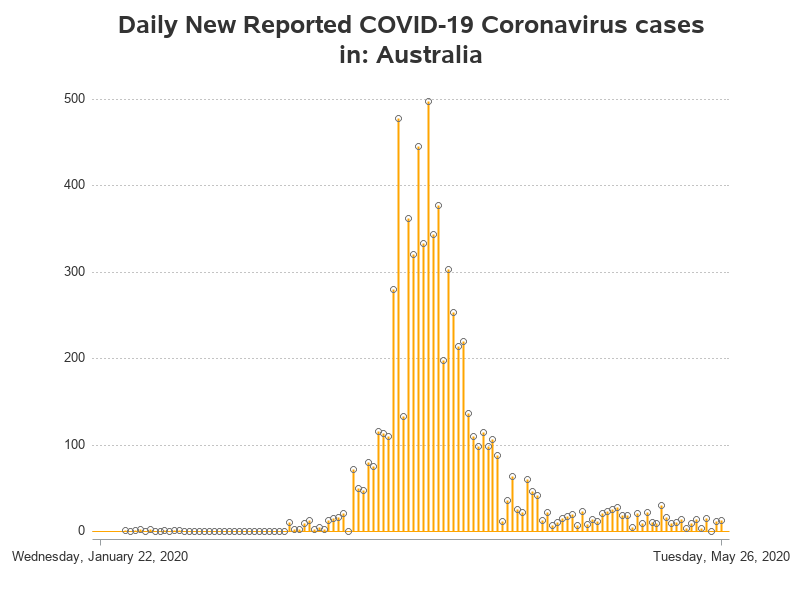 Daily New Reported COVID-19 Coronavirus cases
in: Australia
500
400
300
200
100
0
Wednesday, January 22, 2020
Tuesday, May 26, 2020